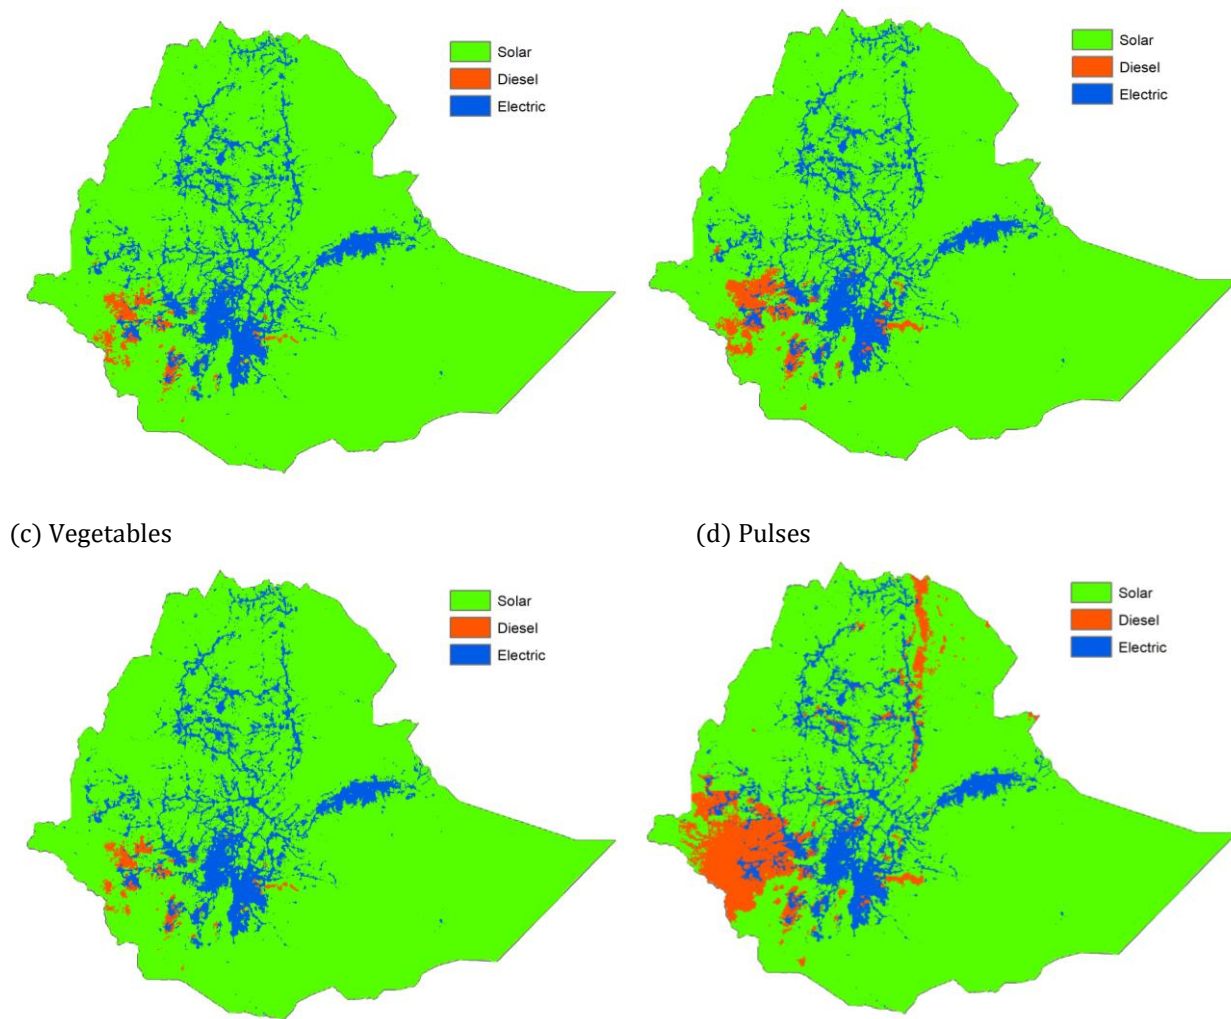 Solar
Diesel
Electric
Solar
Diesel
Electric
(c) Vegetables
(d) Pulses
Solar
Diesel
Electric
Solar
Diesel
Electric